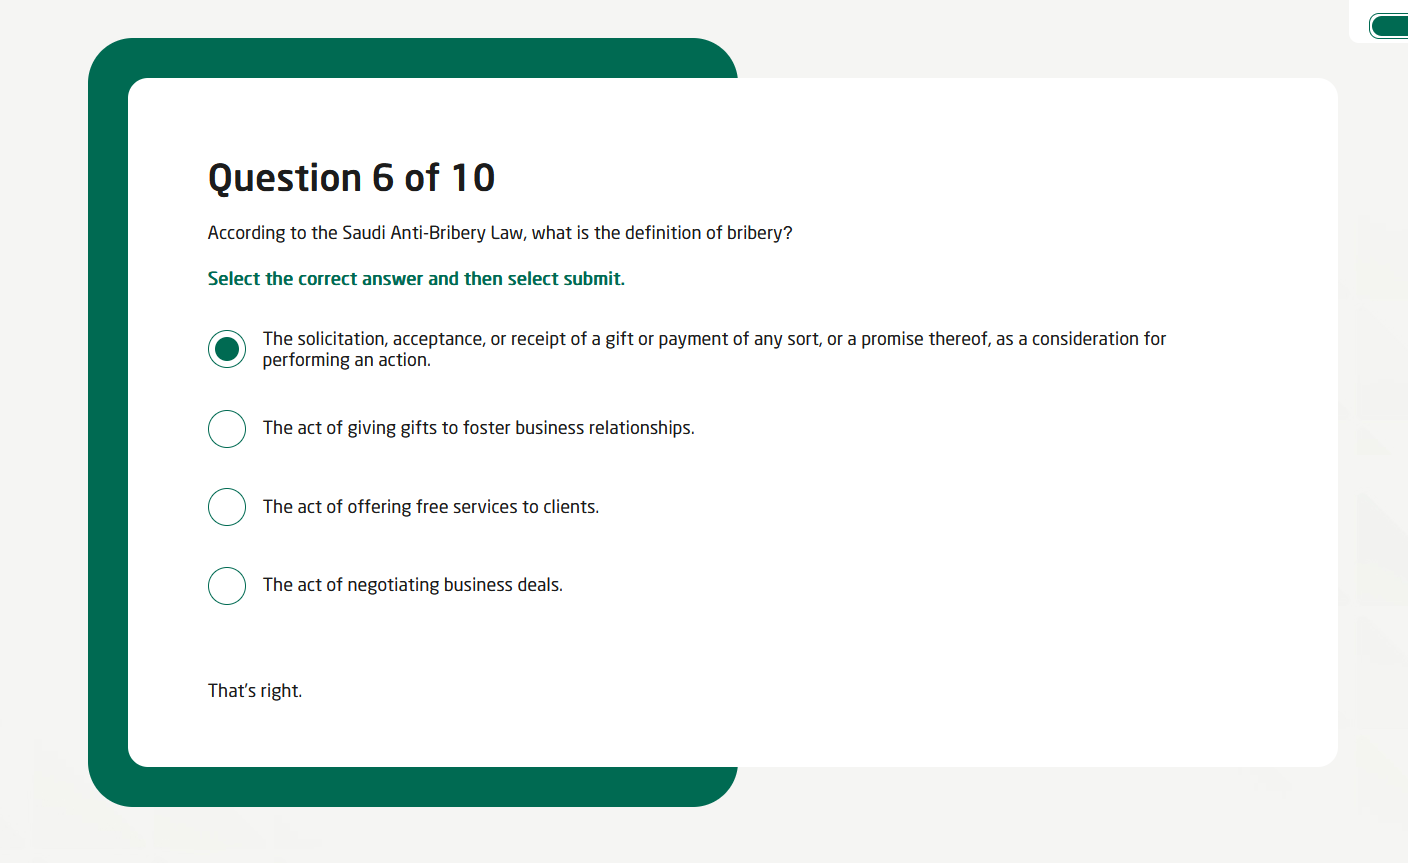 Question 6 of 10
According to the Saudi Anti-Bribery Law, what is the definition of bribery?
Select the correct answer and then select submit.
The solicitation, acceptance, or receipt of a gift or payment of any sort, or a promise thereof, as a consideration for
performing an action.
The act of giving gifts to foster business relationships.
The act of offering free services to clients.
The act of negotiating business deals.
That's right.